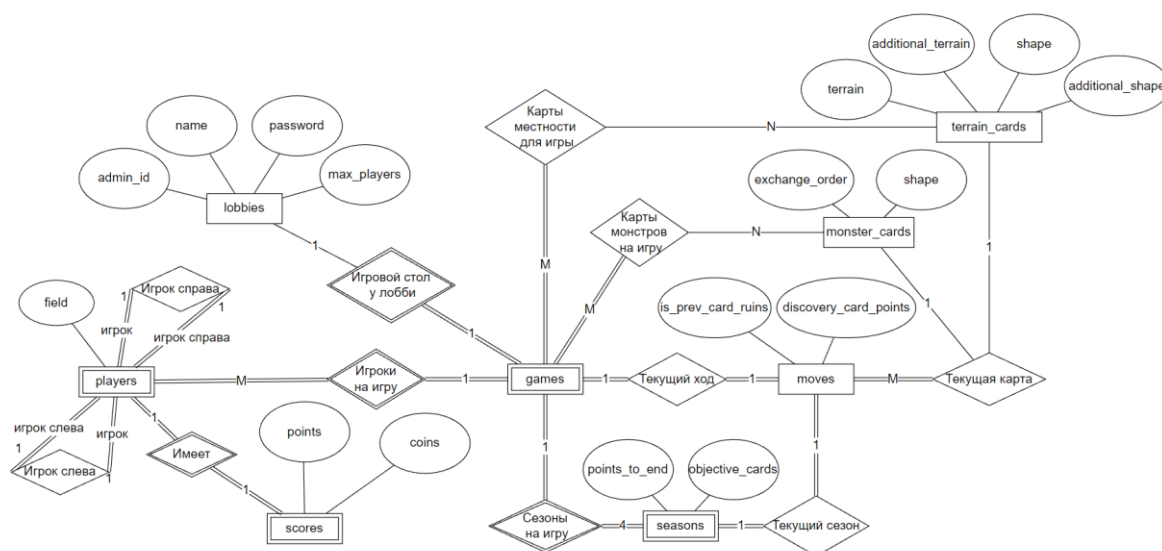 additional_terrain
shape
terrain
additional_shape
Карты
местности
для игры
N
terrain_cards
name
password
admin_id
max_players
lobbies
exchange_order
shape
Карты
монстров
на игру
N
monster_cards
1
1
M
Игровой стол
у лобби
M
1
1
field
Игрок справа
1
1
игрок
игрок справа
is_prev_card_ruins
discovery_card_points
1
players
M
Игроки
на игру
1
games
1
Текущий ход
1
moves
M
Текущая карта
игрок слева
игрок
1
1
Игрок слева
1
Имеет
1
points
coins
scores
1
1
points_to_end
objective_cards
Сезоны
на игру
4
seasons
1
Текущий сезон